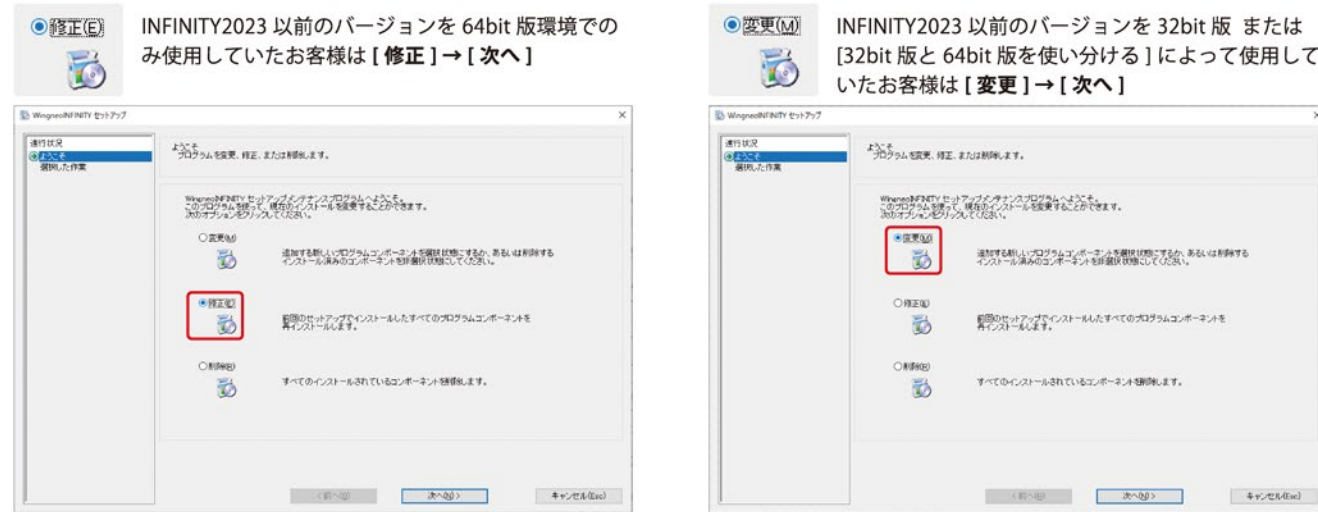 修正(E)
INFINITY2023 以前のバージョンを 64bit 版環境での
み使用していたお客様は [ 修正 ] → [ 次へ ]
WingneoINFINITY セットアップ
進行状況
ようこそ
選択した作業
ようこそ
プログラムを変更、修正、または削除します。
WingneoINFINITY セットアップメンテナンスプログラムへようこそ。
このプログラムを使って、現在のインストールを変更することができます。
次のオプションをクリックしてください。
変更(M)
追加する新しいプログラムコンポーネントを選択状態にするか、あるいは削除する
インストール済みのコンポーネントを非選択状態にしてください。
修正(E)
前回のセットアップでインストールしたすべてのプログラムコンポーネントを
再インストールします。
削除(R)
すべてのインストールされているコンポーネントを削除します。
< 前へ(B)
次へ(N) >
キャンセル(Esc)
変更(M)
INFINITY2023 以前のバージョンを 32bit 版 または
[32bit 版と 64bit 版を使い分ける ] によって使用して
いたお客様は [ 変更 ] → [ 次へ ]
WingneoINFINITY セットアップ
進行状況
ようこそ
選択した作業
ようこそ
プログラムを変更、修正、または削除します。
WingneoINFINITY セットアップメンテナンスプログラムへようこそ。
このプログラムを使って、現在のインストールを変更することができます。
次のオプションをクリックしてください。
変更(M)
追加する新しいプログラムコンポーネントを選択状態にするか、あるいは削除する
インストール済みのコンポーネントを非選択状態にしてください。
修正(E)
前回のセットアップでインストールしたすべてのプログラムコンポーネントを
再インストールします。
削除(R)
すべてのインストールされているコンポーネントを削除します。
< 前へ(B)
次へ(N) >
キャンセル(Esc)